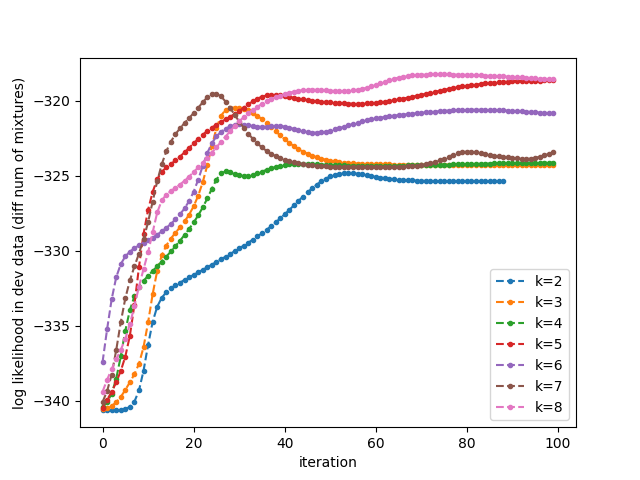 log likelihood in dev data (diff num of mixtures)
−320
−325
−330
−335
−340
0
20
40
60
80
100
iteration
k=2
k=3
k=4
k=5
k=6
k=7
k=8